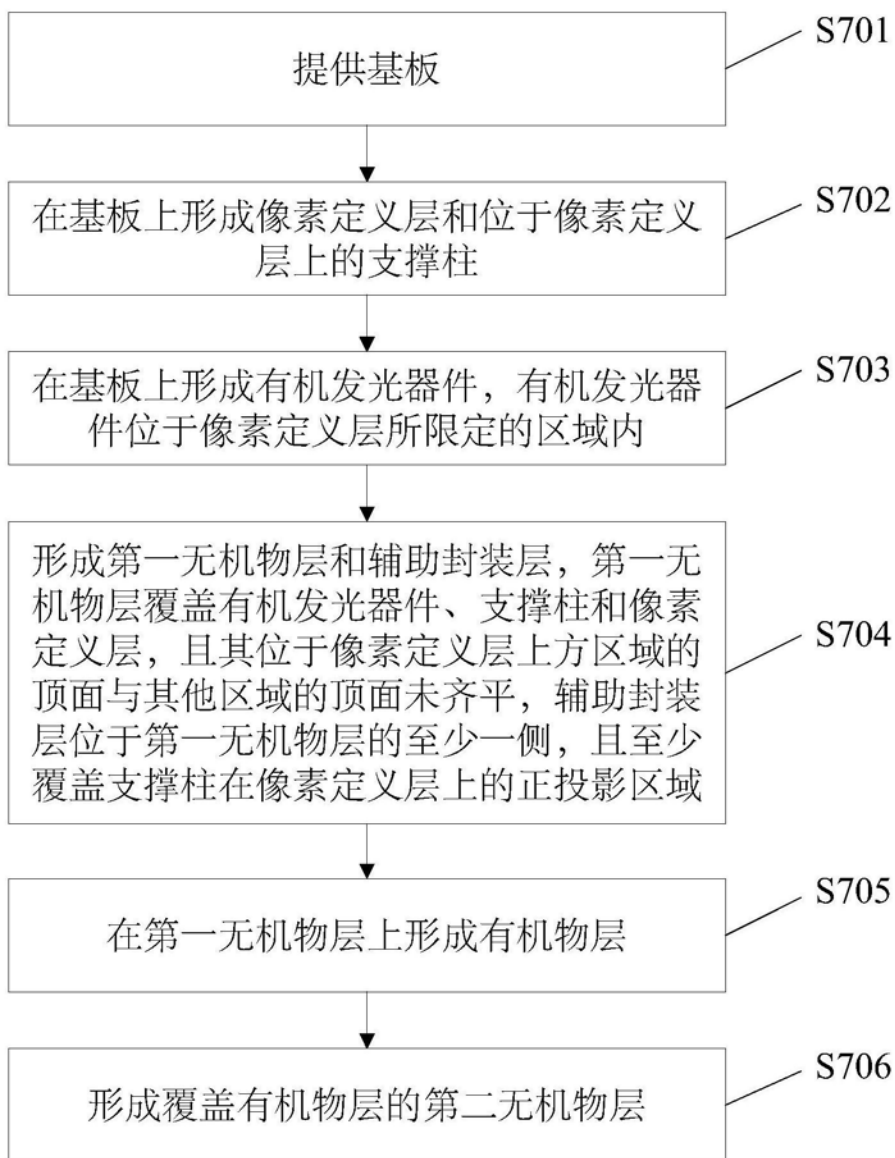 提供基板
S701
在基板上形成像素定义层和位于像素定义
层上的支撑柱
S702
在基板上形成有机发光器件，有机发光器
件位于像素定义层所限定的区域内
S703
形成第一无机物层和辅助封装层，第一无
机物层覆盖有机发光器件、支撑柱和像素
定义层，且其位于像素定义层上方区域的
顶面与其他区域的顶面未齐平，辅助封装
层位于第一无机物层的至少一侧，且至少
覆盖支撑柱在像素定义层上的正投影区域
S704
在第一无机物层上形成有机物层
S705
形成覆盖有机物层的第二无机物层
S706